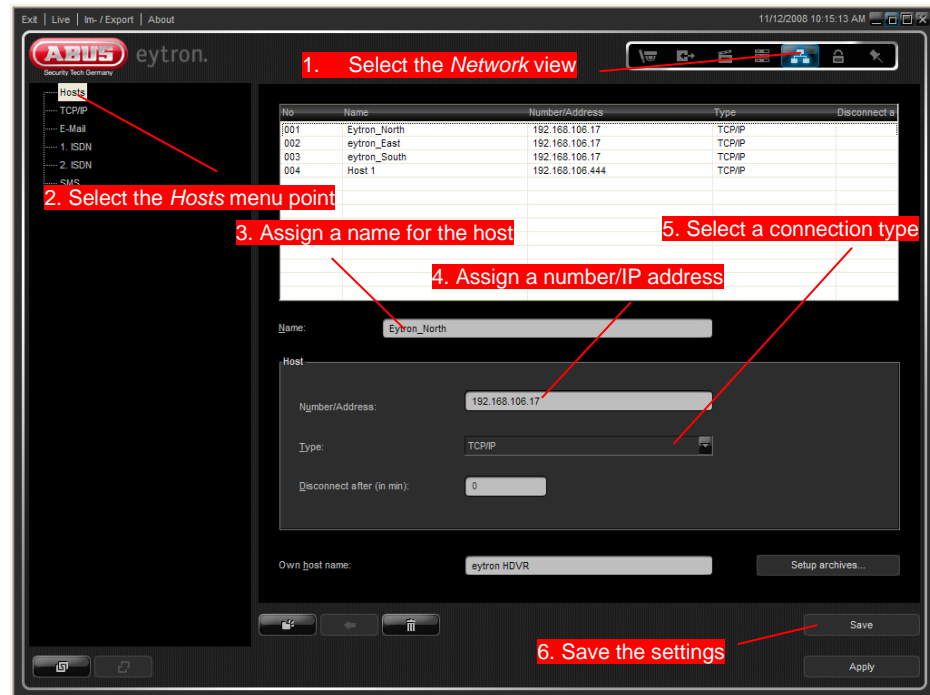 Exit | Live | Im- / Export | About
11/12/2008 10:15:13 AM
ABUS eytron.
Security Tech Germany
1. Select the Network view
Hosts
TCP/IP
E-Mail
1. ISDN
2. ISDN
SMS
2. Select the Hosts menu point
No Name Number/Address Type Disconnect a
001 Eytron_North 192.168.106.17 TCP/IP
002 eytron_East 192.168.106.17 TCP/IP
003 eytron_South 192.168.106.17 TCP/IP
004 Host 1 192.168.106.444 TCP/IP
3. Assign a name for the host
5. Select a connection type
4. Assign a number/IP address
Name: Eytron_North
Host
Number/Address: 192.168.106.17
Type: TCP/IP
Disconnect after (in min): 0
Own host name: eytron HDVR
Setup archives...
6. Save the settings
Save
Apply